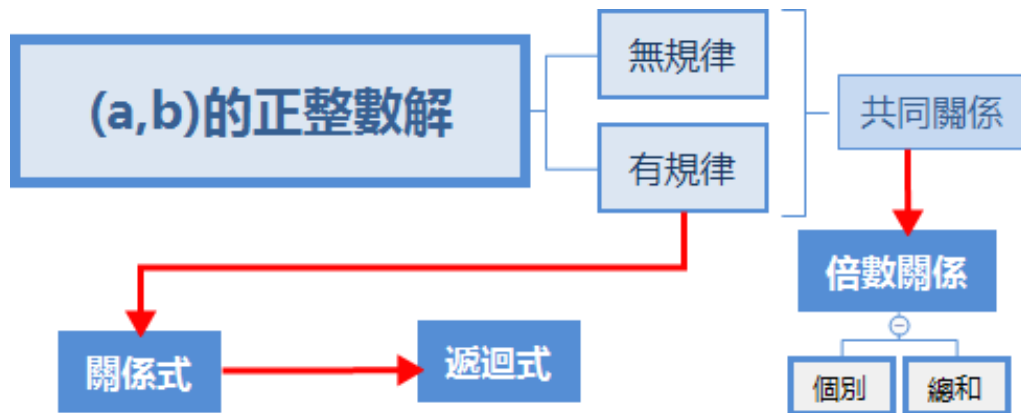 無規律
(a,b)的正整數解
共同關係
有規律
倍數關係
關係式
遞迴式
個別
總和